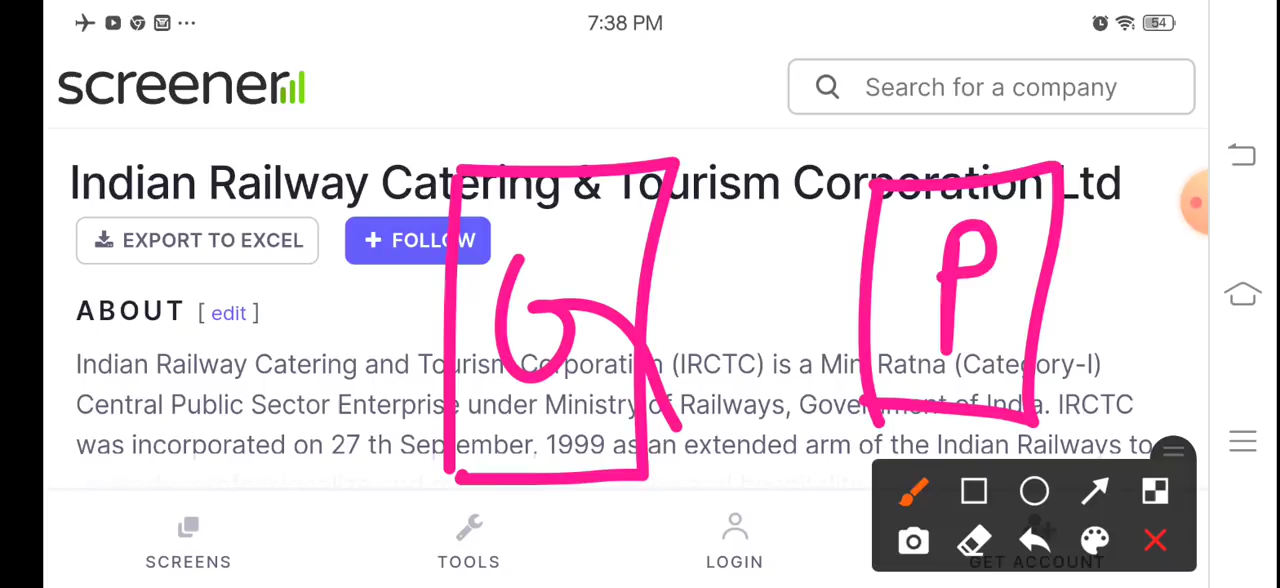 7:38 PM
54
screener
Search for a company
Indian Railway Catering & Tourism Corporation Ltd
EXPORT TO EXCEL
+ FOLLOW
G
P
ABOUT [ edit ]
Indian Railway Catering and Tourism Corporation (IRCTC) is a Mini Ratna (Category-I)
Central Public Sector Enterprise under Ministry of Railways, Government of India. IRCTC
was incorporated on 27 th September, 1999 as an extended arm of the Indian Railways to
SCREENS
TOOLS
LOGIN
GET ACCOUNT